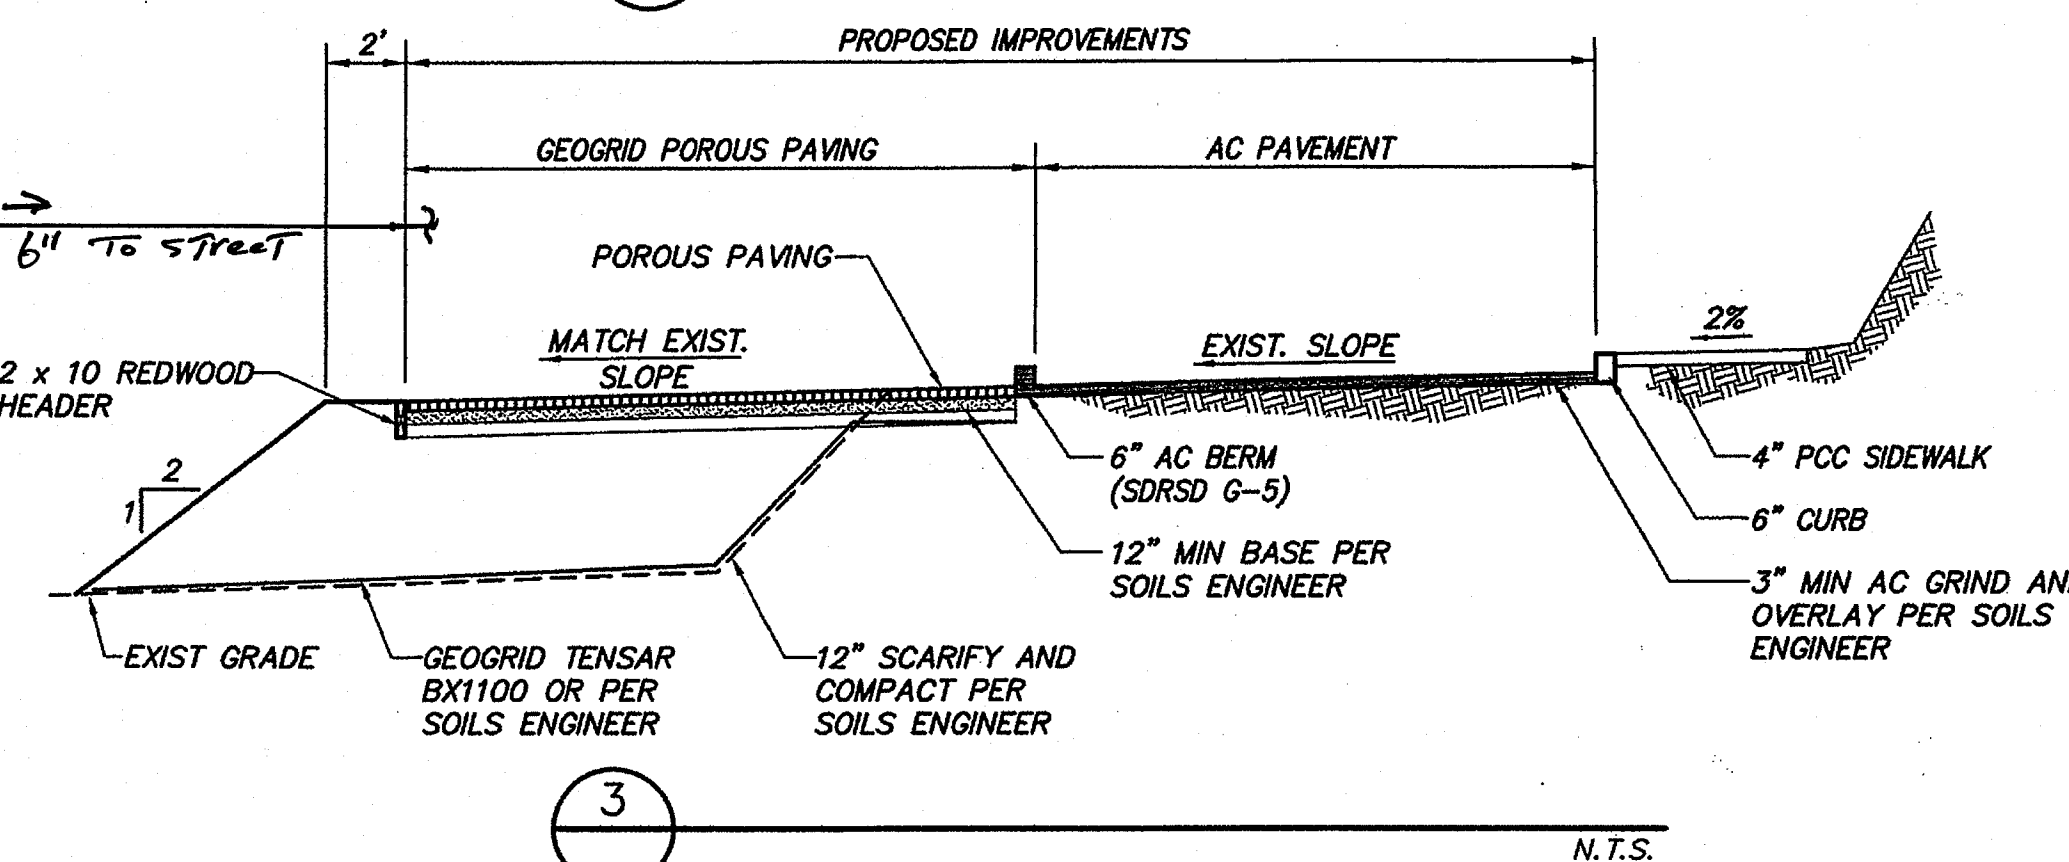 2' PROPOSED IMPROVEMENTS
GEOGRID POROUS PAVING
AC PAVEMENT
6" TO STREET
POROUS PAVING
MATCH EXIST.
SLOPE
EXIST. SLOPE
2%
2 x 10 REDWOOD
HEADER
2
1
6" AC BERM
(SDRSD G-5)
4" PCC SIDEWALK
6" CURB
12" MIN BASE PER
SOILS ENGINEER
3" MIN AC GRIND AN
OVERLAY PER SOILS
ENGINEER
EXIST GRADE
GEOGRID TENSAR
BX1100 OR PER
SOILS ENGINEER
12" SCARIFY AND
COMPACT PER
SOILS ENGINEER
3
N.T.S.